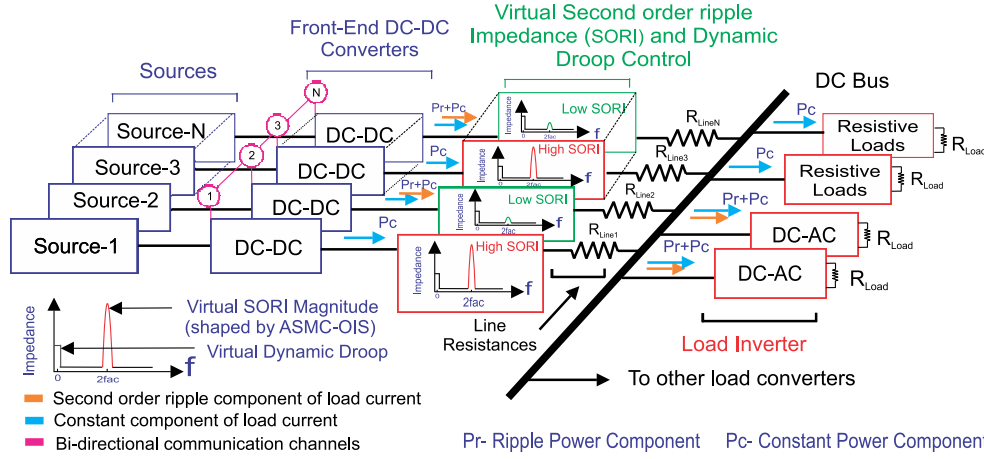 Virtual Second order ripple
Impedance (SORI) and Dynamic
Droop Control
Front-End DC-DC
Converters
Sources
DC Bus
N
3
2
1
Source-N
Source-3
Source-2
Source-1
DC-DC
DC-DC
DC-DC
DC-DC
Pr+Pc
Pc
Pr+Pc
Pc
Impedance
Low SORI
0
2fac
f
Impedance
High SORI
0
2fac
f
Impedance
Low SORI
0
2fac
f
Impedance
High SORI
0
2fac
f
RLineN
RLine3
RLine2
RLine1
Pc
Resistive
Loads
RLoad
Pc
Resistive
Loads
RLoad
Pr+Pc
DC-AC
RLoad
Pr+Pc
DC-AC
RLoad
Line
Resistances
Load Inverter
To other load converters
Impedance
0
2fac
f
Virtual SORI Magnitude
(shaped by ASMC-OIS)
Virtual Dynamic Droop
Second order ripple component of load current
Constant component of load current
Bi-directional communication channels
Pr- Ripple Power Component
Pc- Constant Power Component